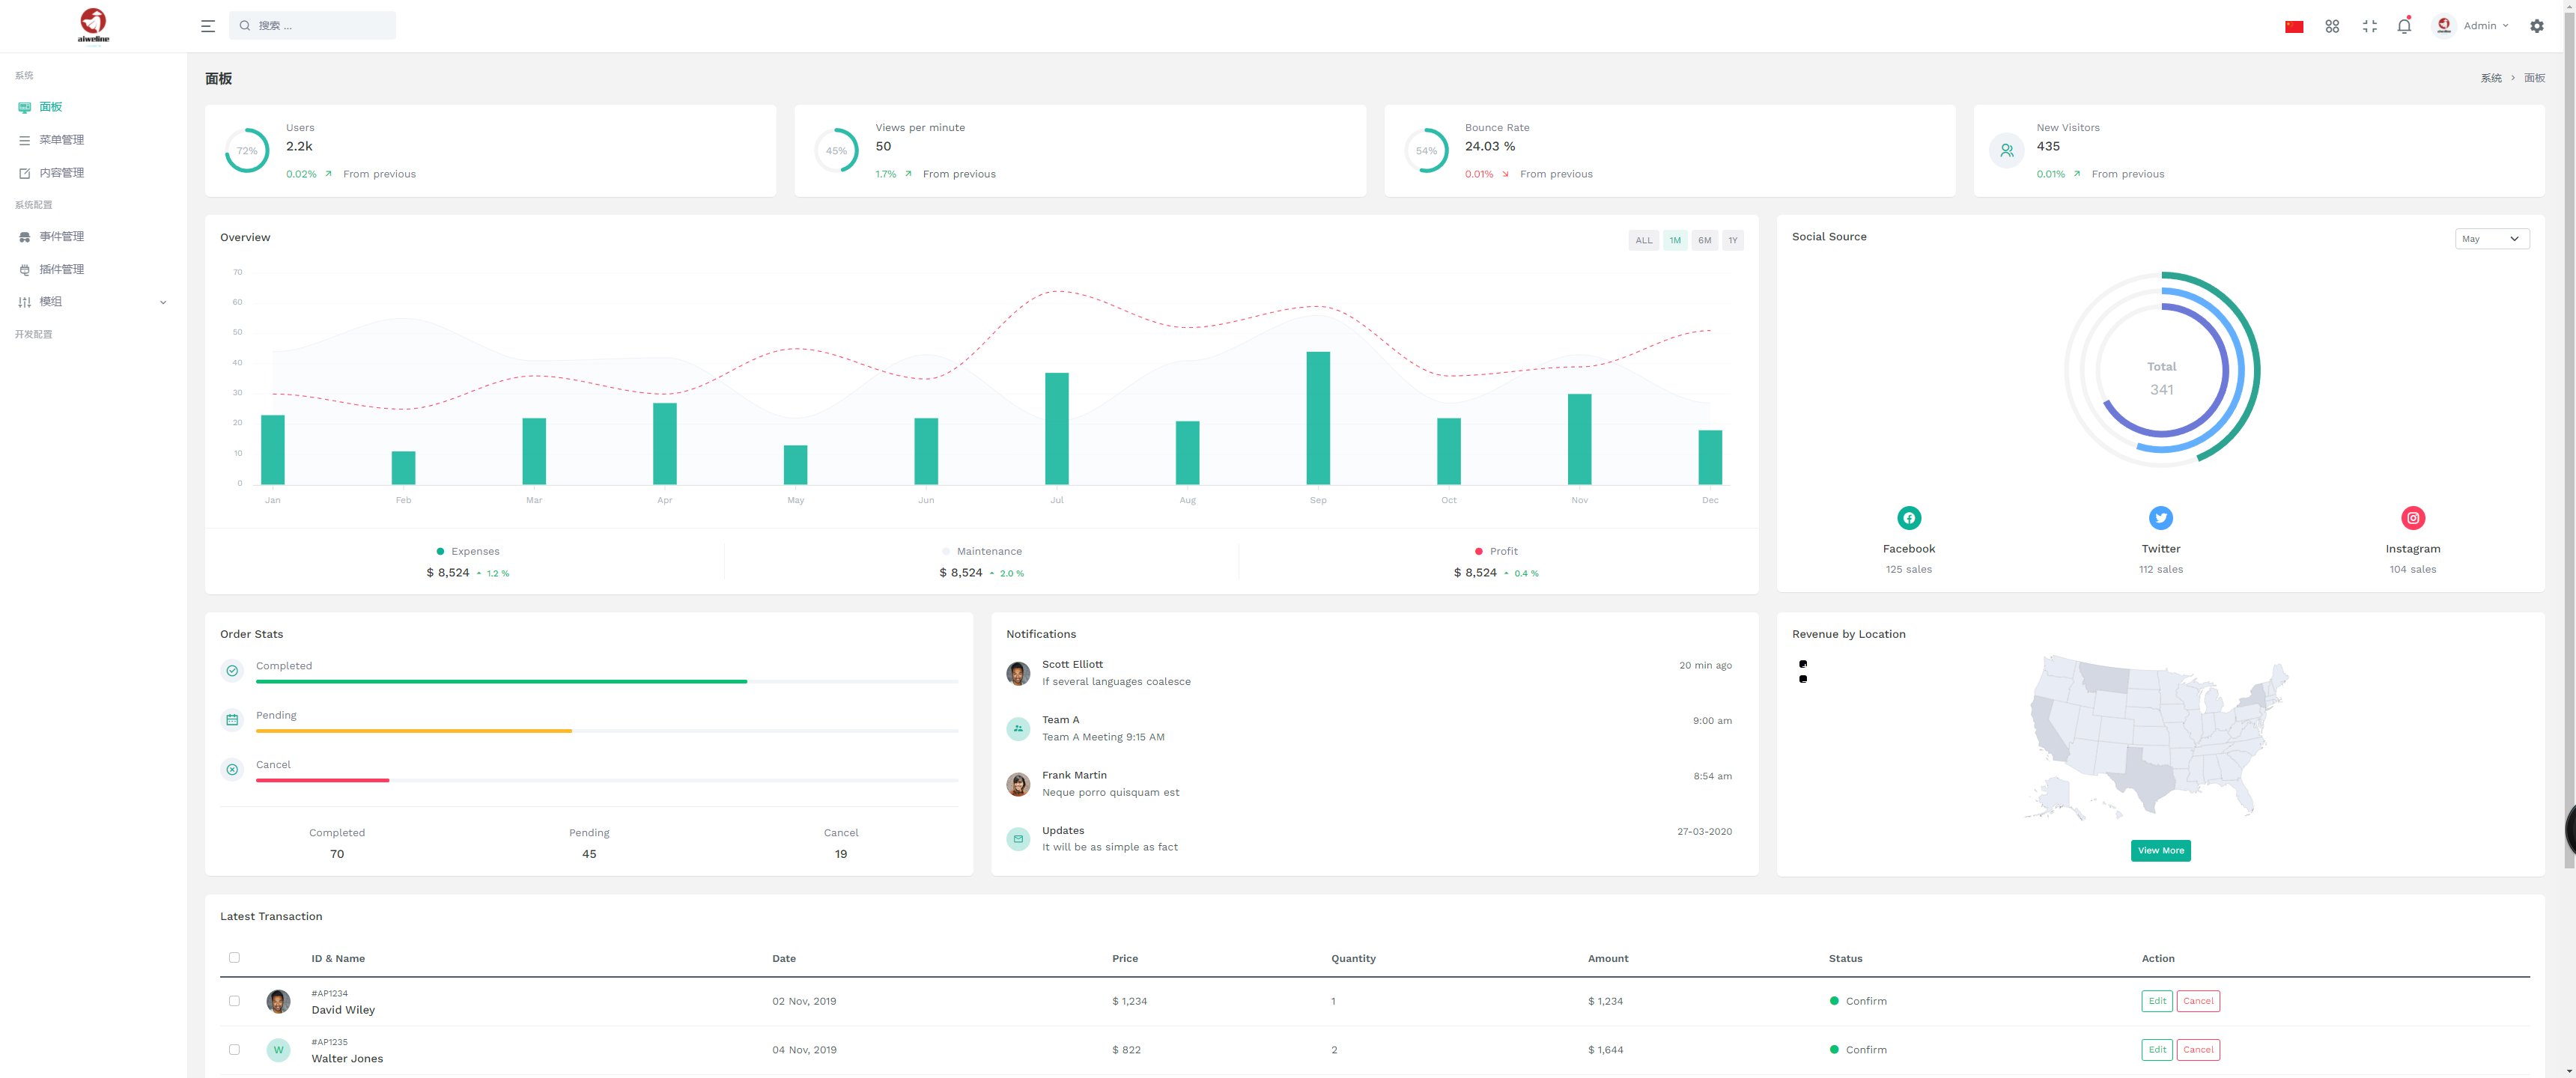 aiweline
搜索 ...
Admin
系统
面板
菜单管理
内容管理
系统配置
事件管理
插件管理
模组
开发配置
面板
系统 > 面板
72%
Users
2.2k
0.02% From previous
45%
Views per minute
50
1.7% From previous
54%
Bounce Rate
24.03 %
0.01% From previous
New Visitors
435
0.01% From previous
Overview
ALL 1M 6M 1Y
70
60
50
40
30
20
10
0
Jan Feb Mar Apr May Jun Jul Aug Sep Oct Nov Dec
Expenses
$ 8,524 1.2 %
Maintenance
$ 8,524 2.0 %
Profit
$ 8,524 0.4 %
Social Source
May
Total
341
Facebook
125 sales
Twitter
112 sales
Instagram
104 sales
Order Stats
Completed
Pending
Cancel
Completed Pending Cancel
70 45 19
Notifications
Scott Elliott
If several languages coalesce
20 min ago
Team A
Team A Meeting 9:15 AM
9:00 am
Frank Martin
Neque porro quisquam est
8:54 am
Updates
It will be as simple as fact
27-03-2020
Revenue by Location
View More
Latest Transaction
ID & Name Date Price Quantity Amount Status Action
#AP1234
David Wiley 02 Nov, 2019 $ 1,234 1 $ 1,234 Confirm Edit Cancel
W
#AP1235
Walter Jones 04 Nov, 2019 $ 822 2 $ 1,644 Confirm Edit Cancel